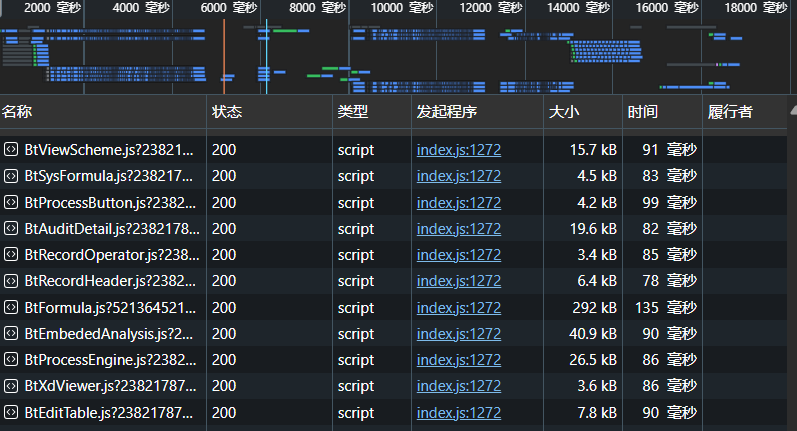 2000 毫秒 4000 毫秒 6000 毫秒 8000 毫秒 10000 毫秒 12000 毫秒 14000 毫秒 16000 毫秒 18000 毫秒
名称 状态 类型 发起程序 大小 时间 履行者
BtViewScheme.js?23821... 200 script index.js:1272 15.7 kB 91 毫秒
BtSysFormula.js?238217... 200 script index.js:1272 4.5 kB 83 毫秒
BtProcessButton.js?2382... 200 script index.js:1272 4.2 kB 99 毫秒
BtAuditDetail.js?2382178... 200 script index.js:1272 19.6 kB 82 毫秒
BtRecordOperator.js?238... 200 script index.js:1272 3.4 kB 85 毫秒
BtRecordHeader.js?2382... 200 script index.js:1272 6.4 kB 78 毫秒
BtFormula.js?521364521... 200 script index.js:1272 292 kB 135 毫秒
BtEmbededAnalysis.js?2... 200 script index.js:1272 40.9 kB 90 毫秒
BtProcessEngine.js?2382... 200 script index.js:1272 26.5 kB 86 毫秒
BtXdViewer.js?23821787... 200 script index.js:1272 3.6 kB 86 毫秒
BtEditTable.js?23821787... 200 script index.js:1272 7.8 kB 90 毫秒